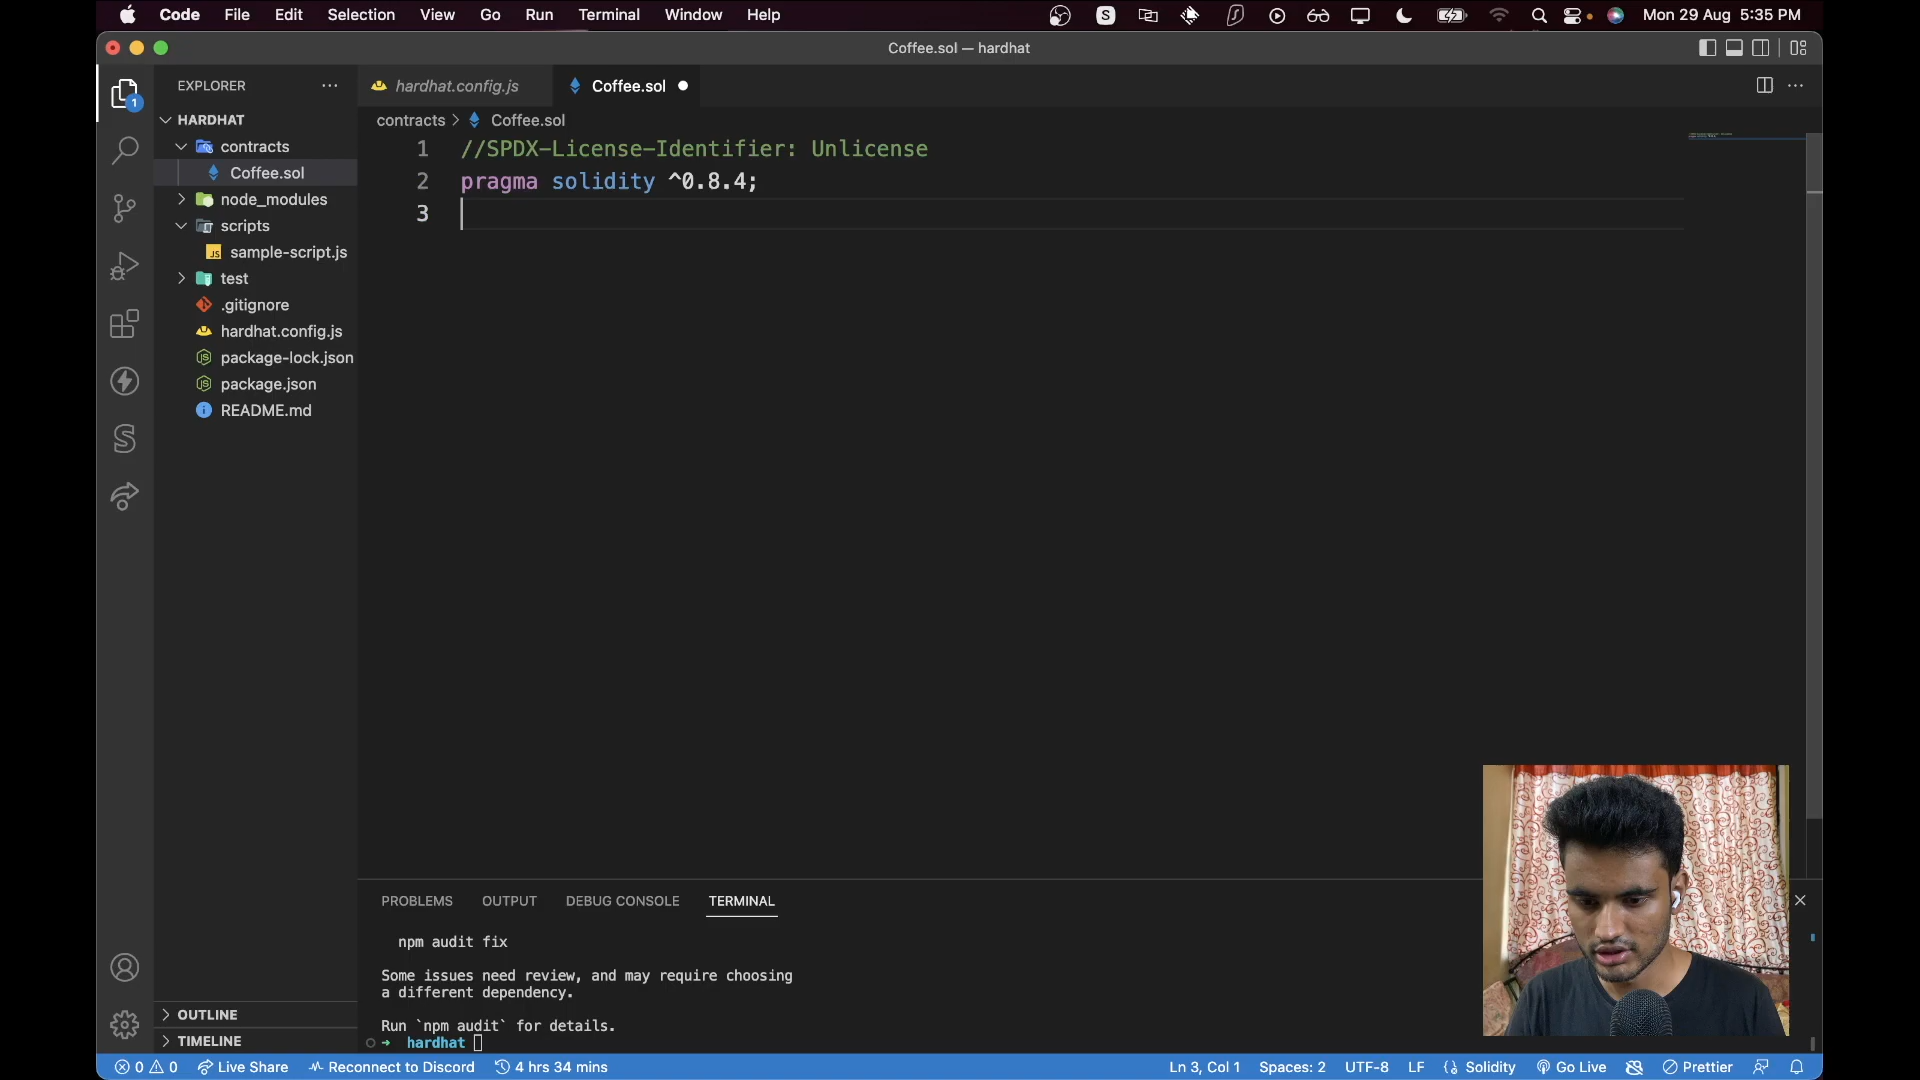 Code File Edit Selection View Go Run Terminal Window Help
S
Mon 29 Aug 5:35 PM
Coffee.sol — hardhat
1
EXPLORER
hardhat.config.js
Coffee.sol
HARDHAT
contracts
Coffee.sol
node_modules
scripts
JS sample-script.js
test
.gitignore
hardhat.config.js
package-lock.json
package.json
README.md
contracts > Coffee.sol
1 //SPDX-License-Identifier: Unlicense
2 pragma solidity ^0.8.4;
3
PROBLEMS OUTPUT DEBUG CONSOLE TERMINAL
npm audit fix
Some issues need review, and may require choosing
a different dependency.
Run `npm audit` for details.
hardhat
OUTLINE
TIMELINE
0 0 Live Share Reconnect to Discord 4 hrs 34 mins
Ln 3, Col 1 Spaces: 2 UTF-8 LF Solidity Go Live Prettier